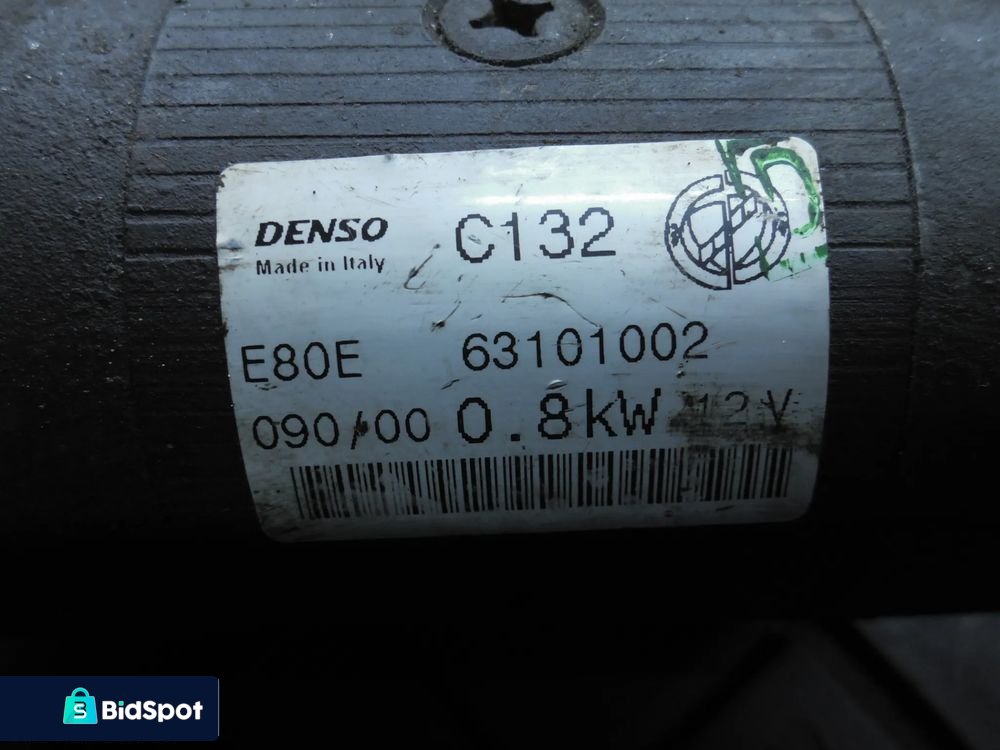 DENSO C132
Made in Italy
E80E 63101002
090/00 0.8kW 12V
BidSpot